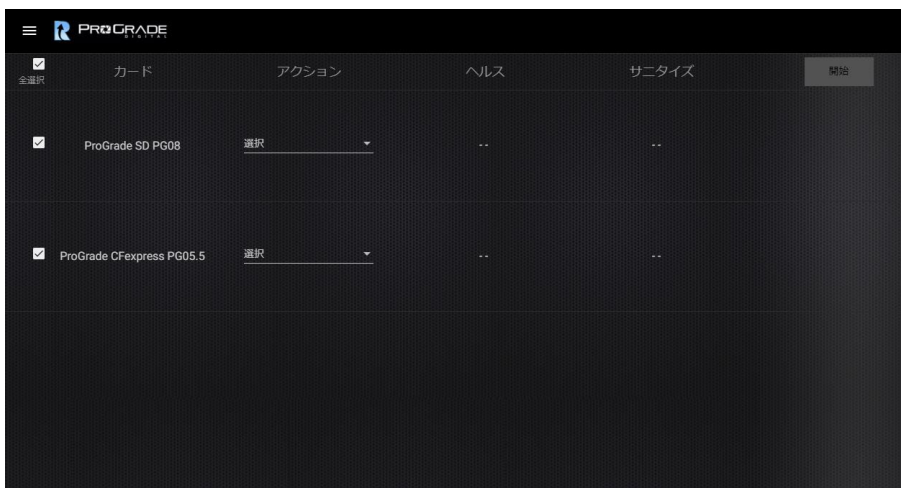 PROGRADE
DIGITAL
全選択 カード アクション ヘルス サニタイズ 開始
ProGrade SD PG08 選択 -- --
ProGrade CFexpress PG05.5 選択 -- --